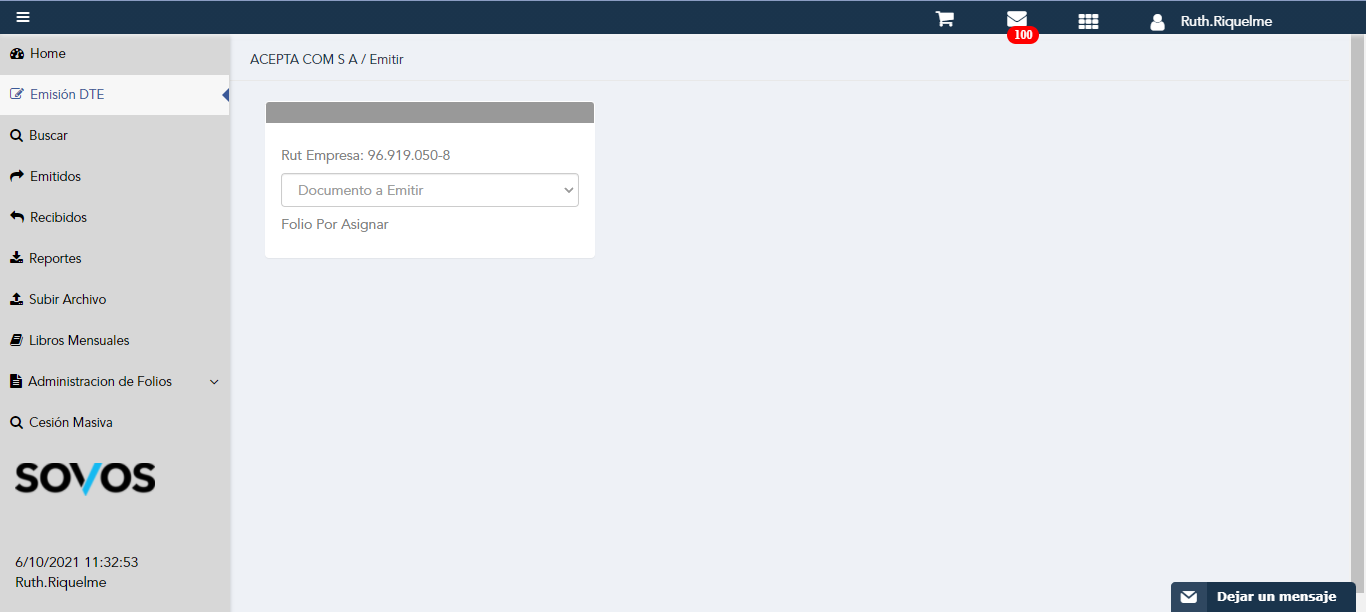 Ruth.Riquelme
100
Home
Emisión DTE
Buscar
Emitidos
Recibidos
Reportes
Subir Archivo
Libros Mensuales
Administracion de Folios
Cesión Masiva
SOVOS
6/10/2021 11:32:53
Ruth.Riquelme
ACEPTA COM S A / Emitir
Rut Empresa: 96.919.050-8
Documento a Emitir
Folio Por Asignar
Dejar un mensaje